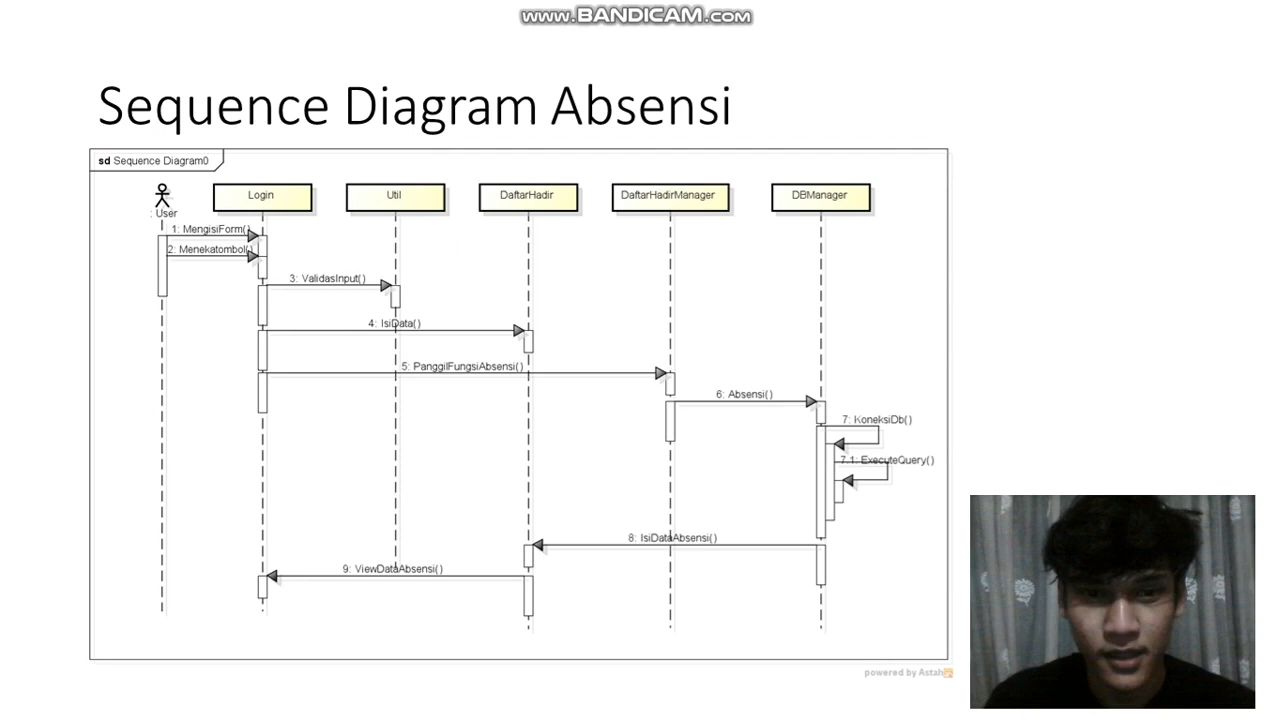 www.BANDICAM.com
Sequence Diagram Absensi
sd Sequence Diagram0
Login
Util
DaftarHadir
DaftarHadirManager
DBManager
: User
1: MengisiForm()
2: Menekatombol()
3: ValidasInput()
4: IsiData()
5: PanggilFungsiAbsensi()
6: Absensi()
7: KoneksiDb()
7.1: ExecuteQuery()
8: IsiDataAbsensi()
9: ViewDataAbsensi()
powered by Astah